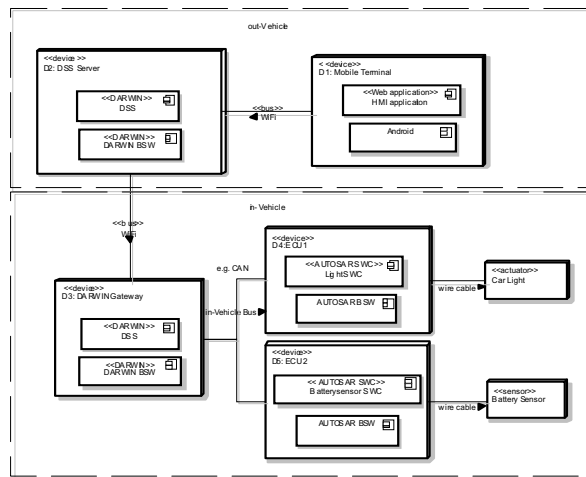 out-Vehicle
<<device >>
D2: DSS Server
<<DARWIN>>
DSS
<<DARWIN>>
DARWIN BSW
<<bus>>
WiFi
< <device>>
D1: Mobile Terminal
<<Web application>>
HMI applicaiton
Android
<<bus>>
WiFi
in-Vehicle
<<device>>
D3: DARWINGateway
<<DARWIN>>
DSS
<<DARWIN>>
DARWIN BSW
e.g. CAN
in-Vehicle Bus
<<device>>
D4:ECU1
<<AUTOSAR SWC>>
LightSWC
AUTOSAR BSW
wire cable
<<actuator>>
Car Light
<<device>>
D5: ECU2
<< AUTOSAR SWC>>
Batterysensor SWC
AUTOSAR BSW
wire cable
<<sensor>>
Battery Sensor